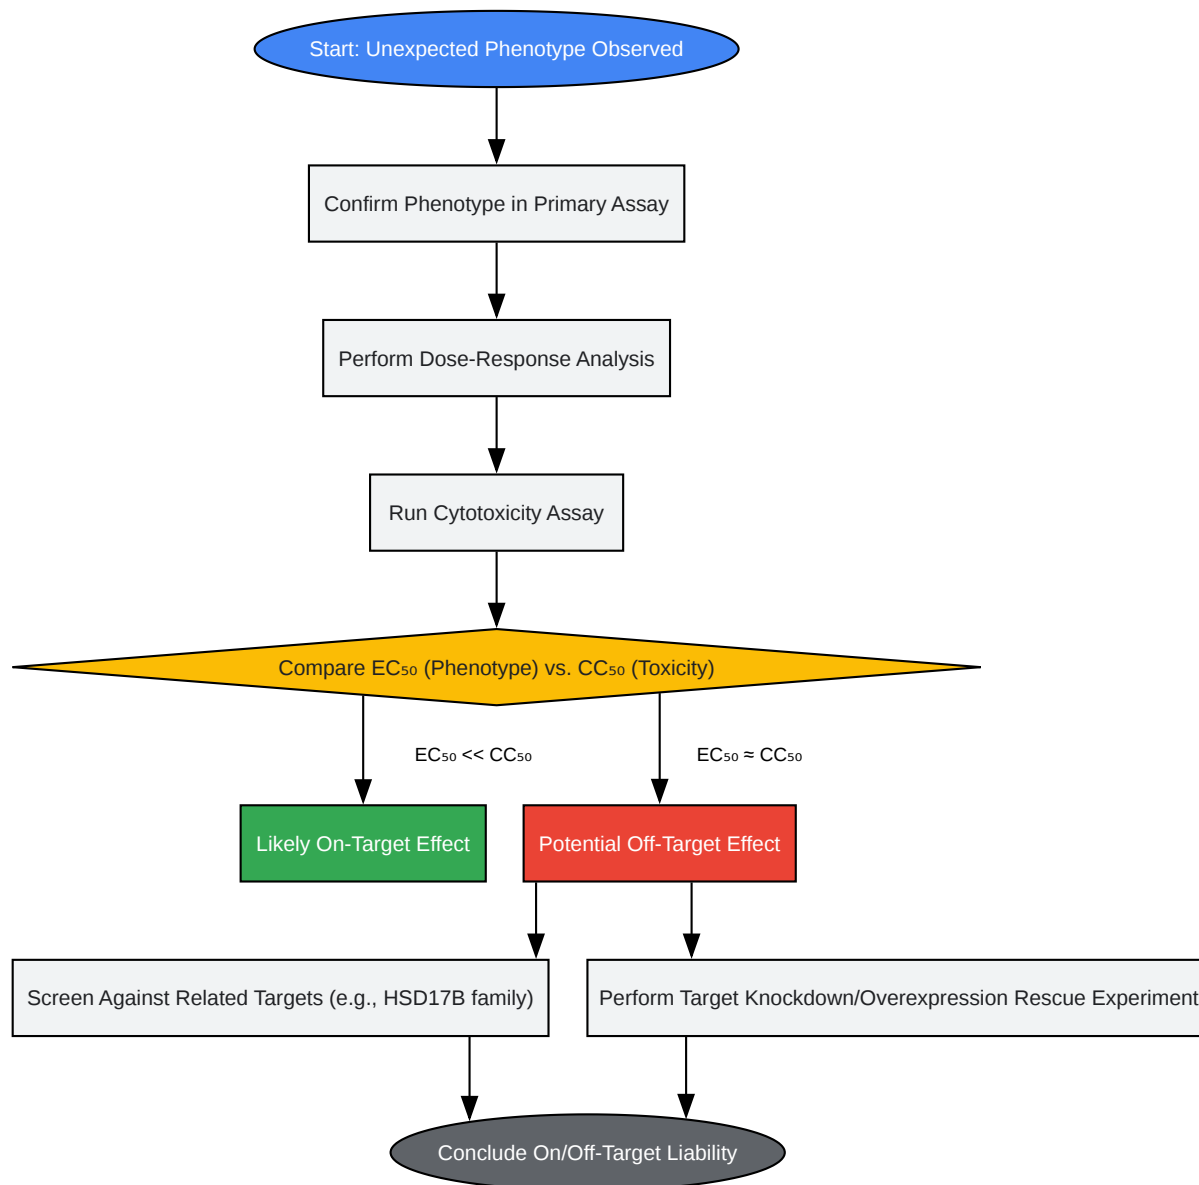 Start: Unexpected Phenotype Observed
Confirm Phenotype in Primary Assay
Perform Dose-Response Analysis
Run Cytotoxicity Assay
Compare EC₅₀ (Phenotype) vs. CC₅₀ (Toxicity)
EC₅₀ << CC₅₀
EC₅₀ ≈ CC₅₀
Likely On-Target Effect
Potential Off-Target Effect
Screen Against Related Targets (e.g., HSD17B family)
Perform Target Knockdown/Overexpression Rescue Experiment
Conclude On/Off-Target Liability